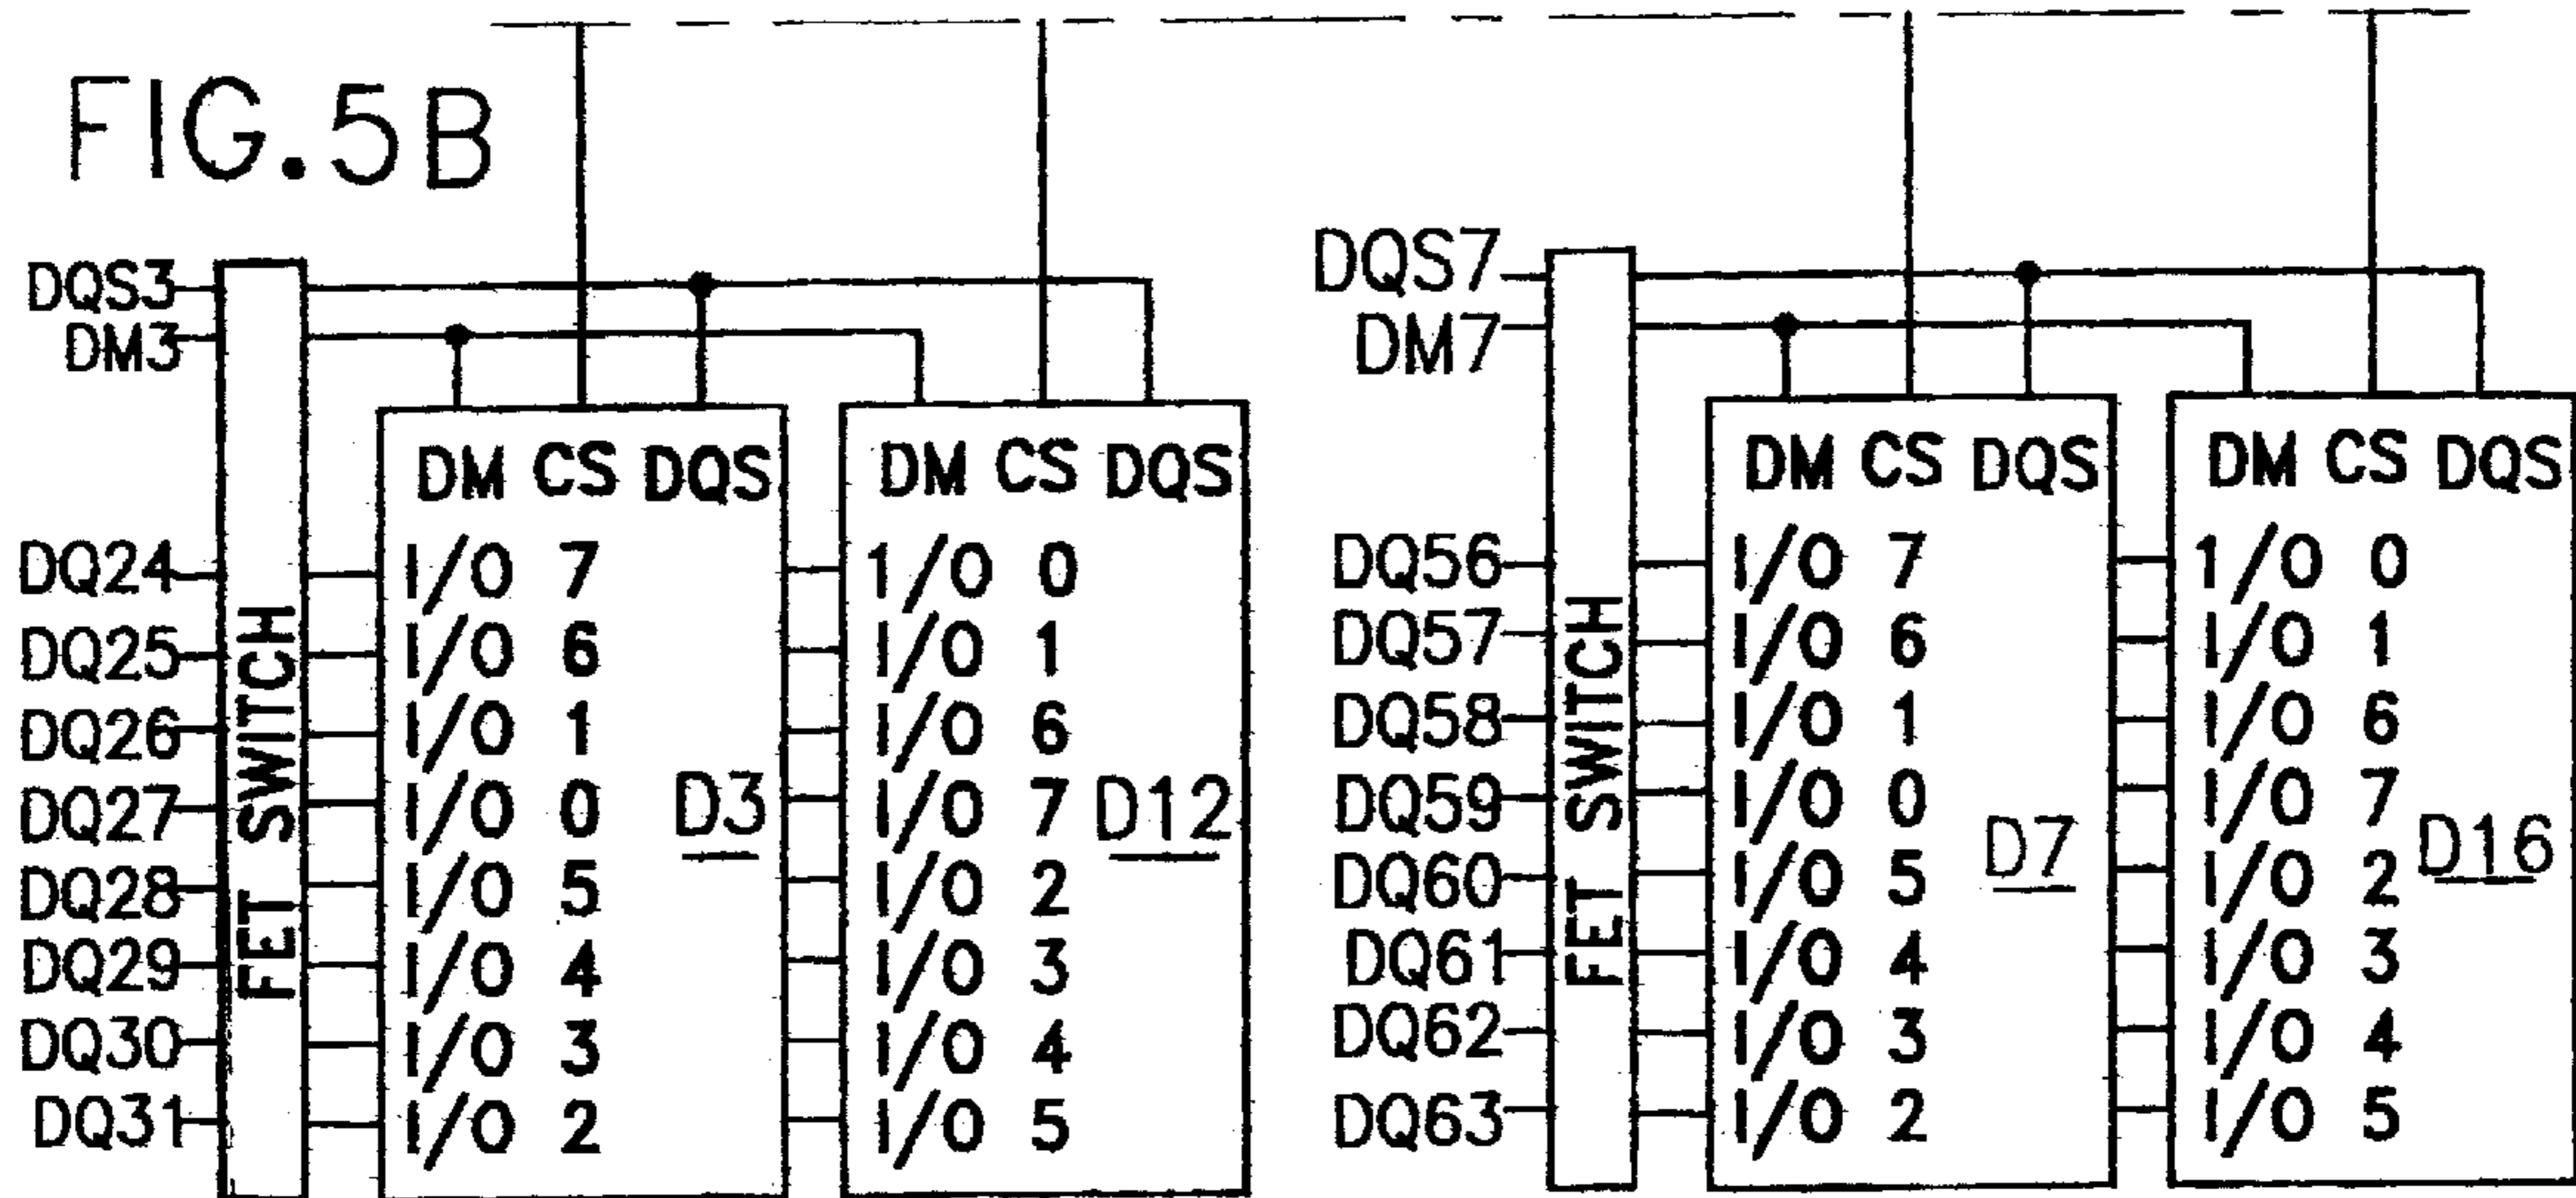 FIG.5B
DQS3
DM3
DQ24
DQ25
DQ26
DQ27
DQ28
DQ29
DQ30
DQ31
FET SWITCH
DM CS DQS
I/O 7
I/O 6
I/O 1
I/O 0
I/O 5
I/O 4
I/O 3
I/O 2
D3
DM CS DQS
1/O 0
I/O 1
I/O 6
I/O 7
I/O 2
I/O 3
I/O 4
I/O 5
D12
DQS7
DM7
DQ56
DQ57
DQ58
DQ59
DQ60
DQ61
DQ62
DQ63
FET SWITCH
DM CS DQS
I/O 7
I/O 6
I/O 1
I/O 0
I/O 5
I/O 4
I/O 3
I/O 2
D7
DM CS DQS
1/O 0
I/O 1
I/O 6
I/O 7
I/O 2
I/O 3
I/O 4
I/O 5
D16